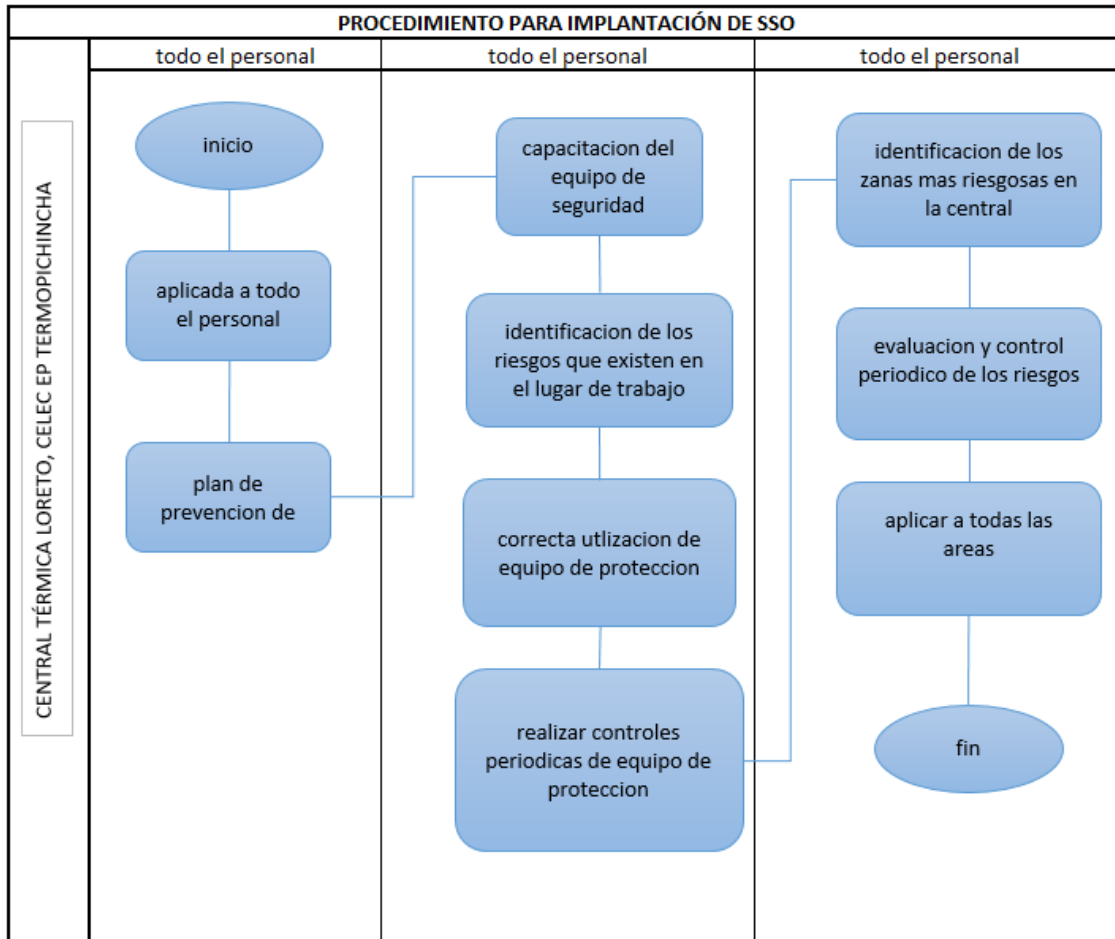 PROCEDIMIENTO PARA IMPLANTACIÓN DE SSO
todo el personal
todo el personal
todo el personal
CENTRAL TÉRMICA LORETO, CELEC EP TERMOPICHINCHA
inicio
aplicada a todo
el personal
plan de
prevencion de
capacitacion del
equipo de
seguridad
identificacion de los
riesgos que existen en
el lugar de trabajo
correcta utlizacion de
equipo de proteccion
realizar controles
periodicas de equipo de
proteccion
identificacion de los
zanas mas riesgosas en
la central
evaluacion y control
periodico de los riesgos
aplicar a todas las
areas
fin